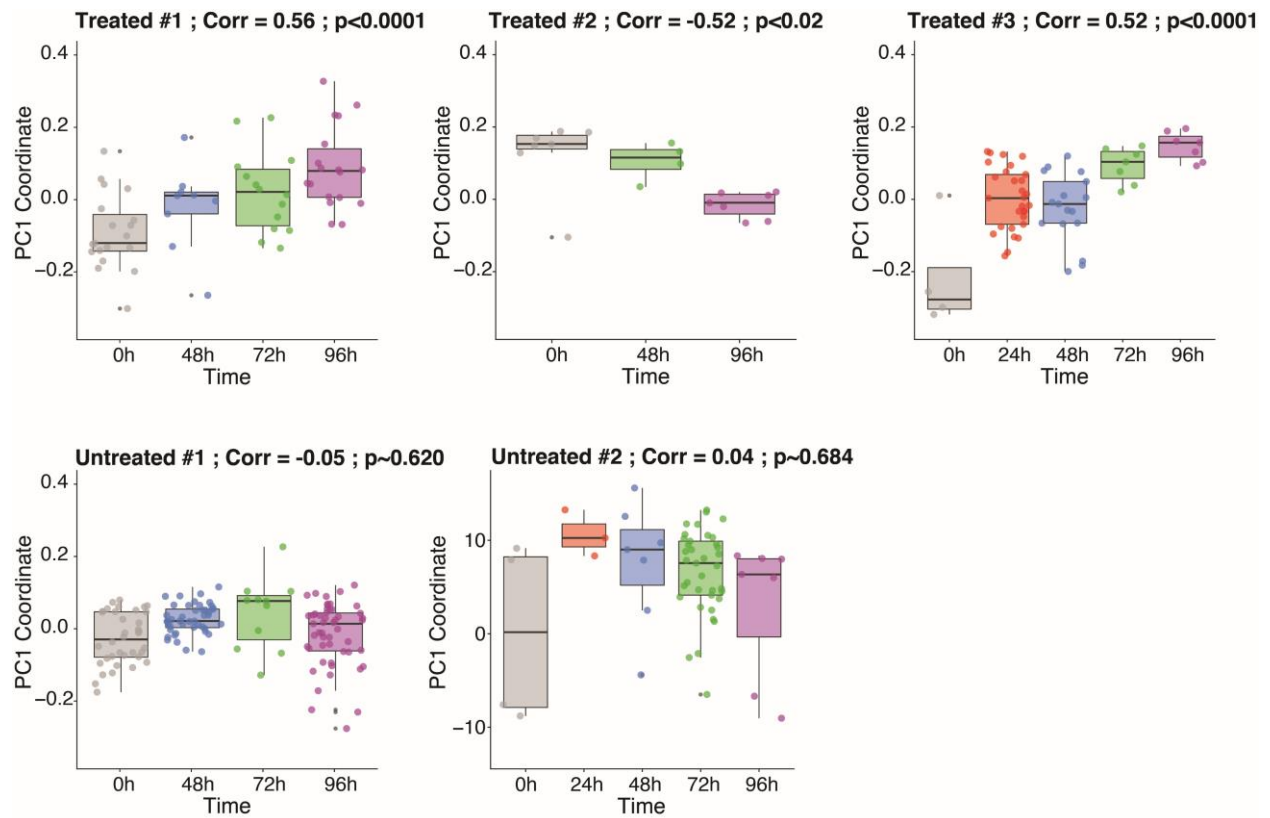 Treated #1 ; Corr = 0.56 ; p<0.0001
0.4
0.2
0.0
−0.2
PC1 Coordinate
0h 48h 72h 96h
Time
Treated #2 ; Corr = -0.52 ; p<0.02
0.4
0.2
0.0
−0.2
PC1 Coordinate
0h 48h 96h
Time
Treated #3 ; Corr = 0.52 ; p<0.0001
0.4
0.2
0.0
−0.2
PC1 Coordinate
0h 24h 48h 72h 96h
Time
Untreated #1 ; Corr = -0.05 ; p~0.620
0.4
0.2
0.0
−0.2
PC1 Coordinate
0h 48h 72h 96h
Time
Untreated #2 ; Corr = 0.04 ; p~0.684
10
0
−10
PC1 Coordinate
0h 24h 48h 72h 96h
Time